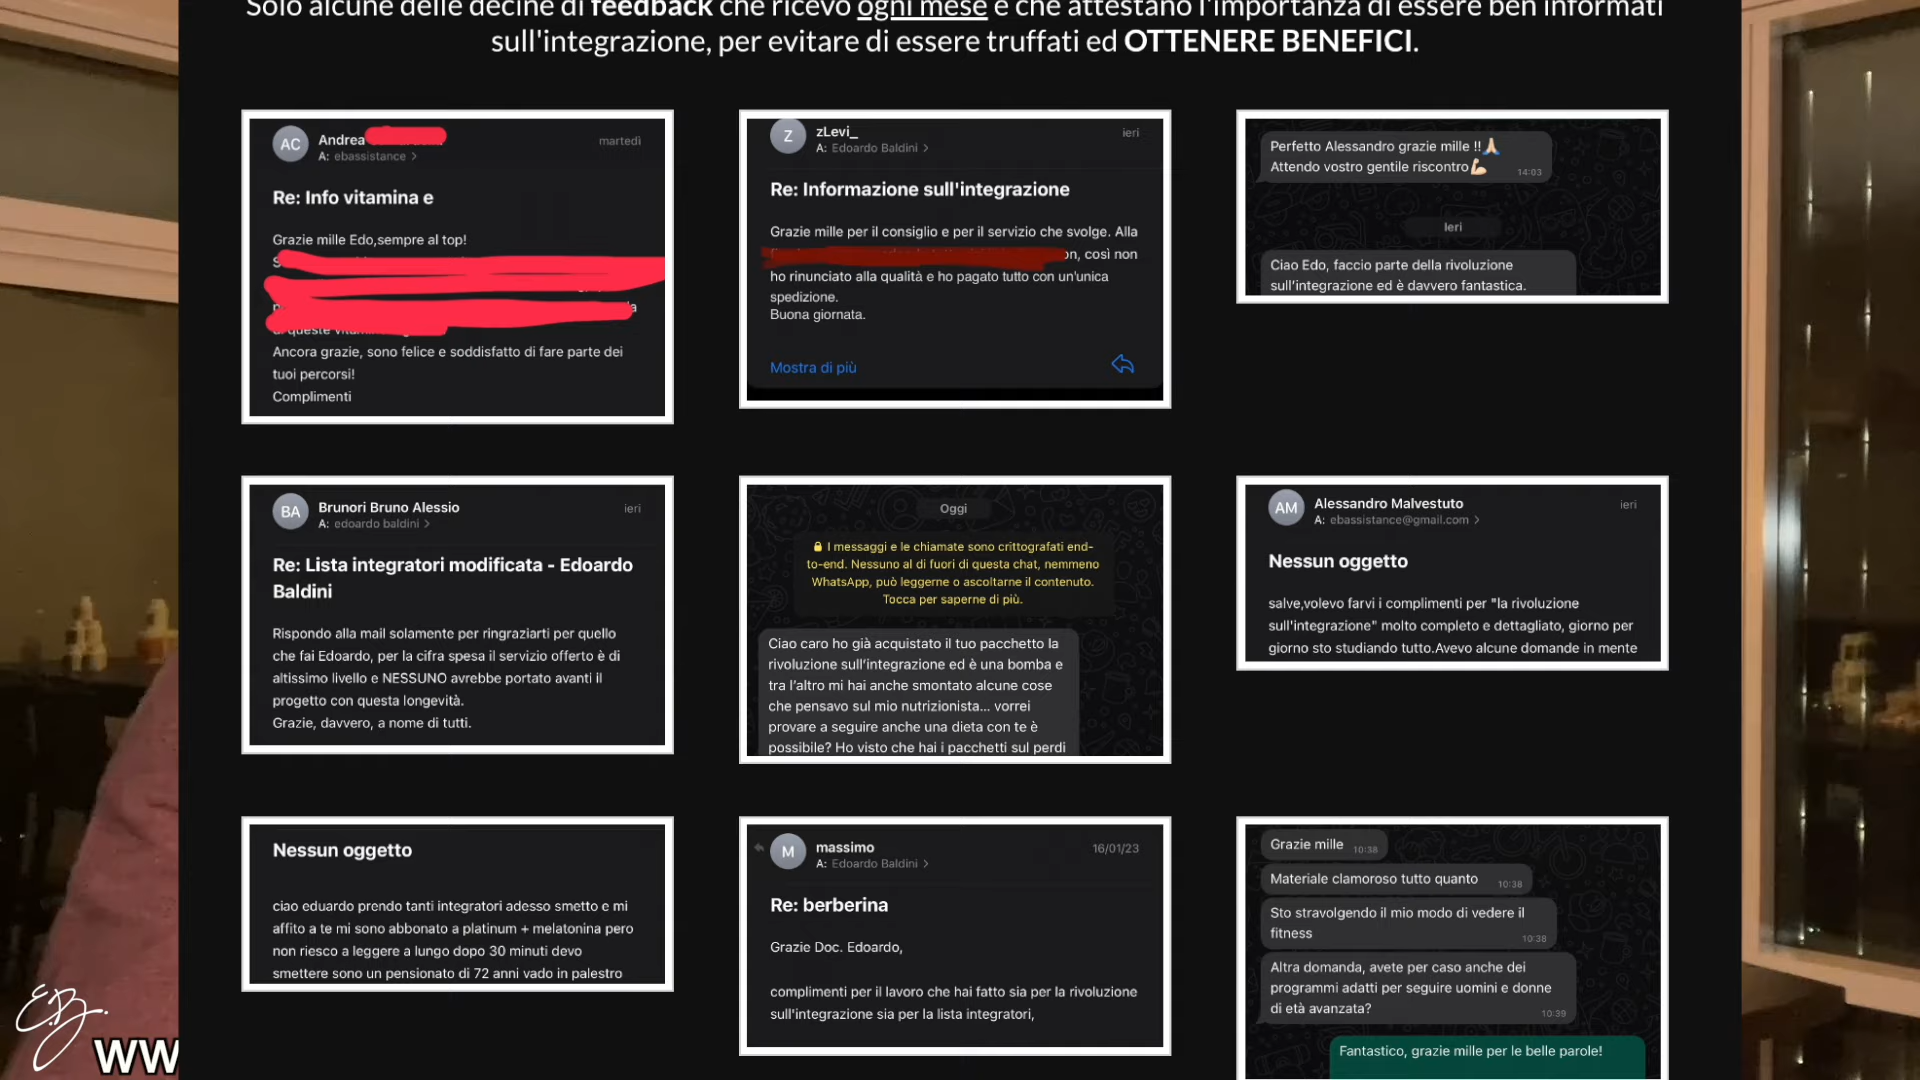 Solo alcune delle decine di feedback che ricevo ogni mese e che attestano l'importanza di essere ben informati
sull'integrazione, per evitare di essere truffati ed OTTENERE BENEFICI.
AC
Andrea
martedì
A: ebassistance >
Re: Info vitamina e
Grazie mille Edo,sempre al top!
di queste
Ancora grazie, sono felice e soddisfatto di fare parte dei
tuoi percorsi!
Complimenti
Z
zLevi_
ieri
A: Edoardo Baldini >
Re: Informazione sull'integrazione
Grazie mille per il consiglio e per il servizio che svolge. Alla
on, così non
ho rinunciato alla qualità e ho pagato tutto con un'unica
spedizione.
Buona giornata.
Mostra di più
Perfetto Alessandro grazie mille !!🙏🏻
Attendo vostro gentile riscontro💪🏻
14:03
Ieri
Ciao Edo, faccio parte della rivoluzione
sull'integrazione ed è davvero fantastica.
BA
Brunori Bruno Alessio
ieri
A: edoardo baldini >
Re: Lista integratori modificata - Edoardo
Baldini
Rispondo alla mail solamente per ringraziarti per quello
che fai Edoardo, per la cifra spesa il servizio offerto è di
altissimo livello e NESSUNO avrebbe portato avanti il
progetto con questa longevità.
Grazie, davvero, a nome di tutti.
Oggi
🔒 I messaggi e le chiamate sono crittografati end-
to-end. Nessuno al di fuori di questa chat, nemmeno
WhatsApp, può leggerne o ascoltarne il contenuto.
Tocca per saperne di più.
Ciao caro ho già acquistato il tuo pacchetto la
rivoluzione sull'integrazione ed è una bomba e
tra l'altro mi hai anche smontato alcune cose
che pensavo sul mio nutrizionista... vorrei
provare a seguire anche una dieta con te è
possibile? Ho visto che hai i pacchetti sul perdi
AM
Alessandro Malvestuto
ieri
A: ebassistance@gmail.com >
Nessun oggetto
salve,volevo farvi i complimenti per "la rivoluzione
sull'integrazione" molto completo e dettagliato, giorno per
giorno sto studiando tutto.Avevo alcune domande in mente
Nessun oggetto
ciao eduardo prendo tanti integratori adesso smetto e mi
affito a te mi sono abbonato a platinum + melatonina pero
non riesco a leggere a lungo dopo 30 minuti devo
smettere sono un pensionato di 72 anni vado in palestro
M
massimo
16/01/23
A: Edoardo Baldini >
Re: berberina
Grazie Doc. Edoardo,
complimenti per il lavoro che hai fatto sia per la rivoluzione
sull'integrazione sia per la lista integratori,
Grazie mille
10:38
Materiale clamoroso tutto quanto
10:38
Sto stravolgendo il mio modo di vedere il
fitness
10:38
Altra domanda, avete per caso anche dei
programmi adatti per seguire uomini e donne
di età avanzata?
10:39
Fantastico, grazie mille per le belle parole!
E.B.
WW